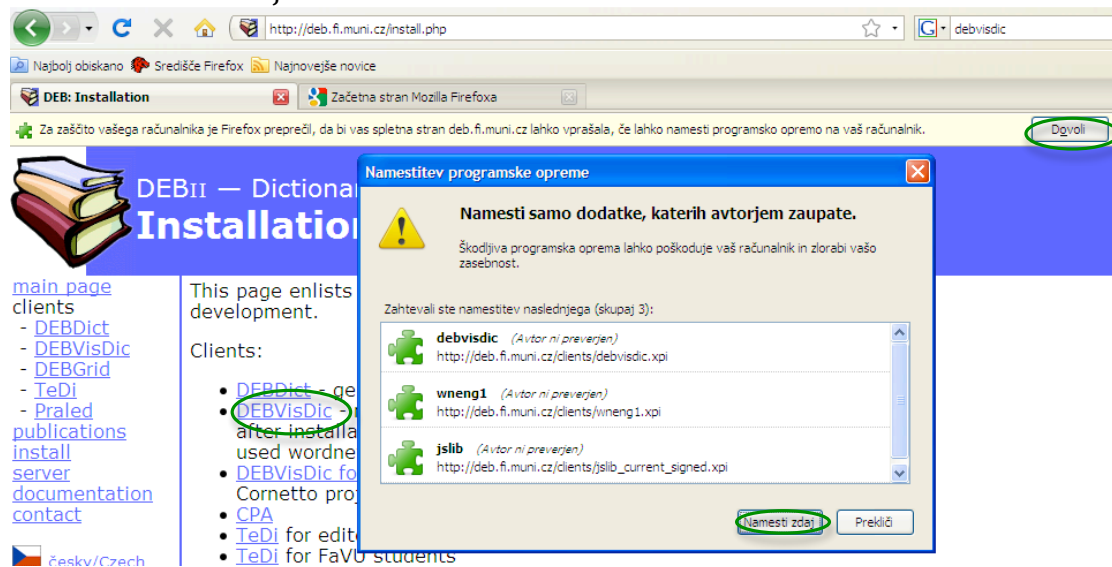 http://deb.fi.muni.cz/install.php
debvisdic
Najbolj obiskano Središče Firefox Najnovejše novice
DEB: Installation
Začetna stran Mozilla Firefoxa
Za zaščito vašega računalnika je Firefox preprečil, da bi vas spletna stran deb.fi.muni.cz lahko vprašala, če lahko namesti programsko opremo na vaš računalnik.
Dovoli
DEBII — Dictiona
Installation
main page
clients
- DEBDict
- DEBVisDic
- DEBGrid
- TeDi
- Praled
publications
install
server
documentation
contact
česky/Czech
This page enlists
development.
Clients:
DEBDict - ge
DEBVisDic -
after installa
used wordne
DEBVisDic fo
Cornetto pro
CPA
TeDi for edit
TeDi for FaVU students
Namestitev programske opreme
Namesti samo dodatke, katerih avtorjem zaupate.
Škodljiva programska oprema lahko poškoduje vaš računalnik in zlorabi vašo
zasebnost.
Zahtevali ste namestitev naslednjega (skupaj 3):
debvisdic (Avtor ni preverjen)
http://deb.fi.muni.cz/clients/debvisdic.xpi
wneng1 (Avtor ni preverjen)
http://deb.fi.muni.cz/clients/wneng1.xpi
jslib (Avtor ni preverjen)
http://deb.fi.muni.cz/clients/jslib_current_signed.xpi
Namesti zdaj
Prekliči